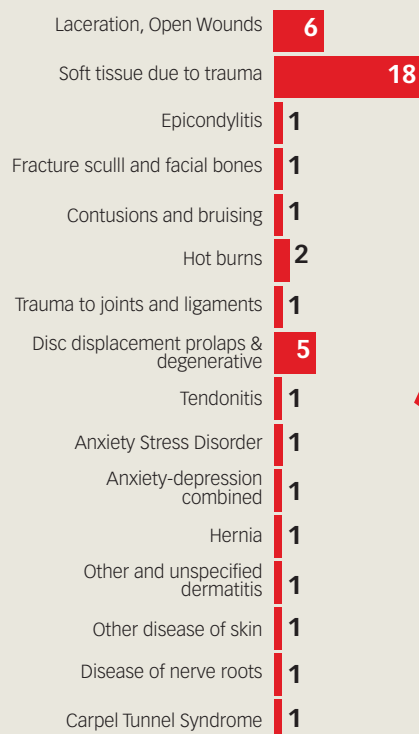 Laceration, Open Wounds 6
Soft tissue due to trauma 18
Epicondylitis 1
Fracture sculll and facial bones 1
Contusions and bruising 1
Hot burns 2
Trauma to joints and ligaments 1
Disc displacement prolaps &
degenerative 5
Tendonitis 1
Anxiety Stress Disorder 1
Anxiety-depression
combined 1
Hernia 1
Other and unspecified
dermatitis 1
Other disease of skin 1
Disease of nerve roots 1
Carpel Tunnel Syndrome 1